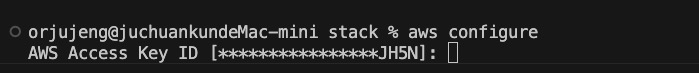 orjujeng@juchuankundeMac-mini stack % aws configure
AWS Access Key ID [****************JH5N]: